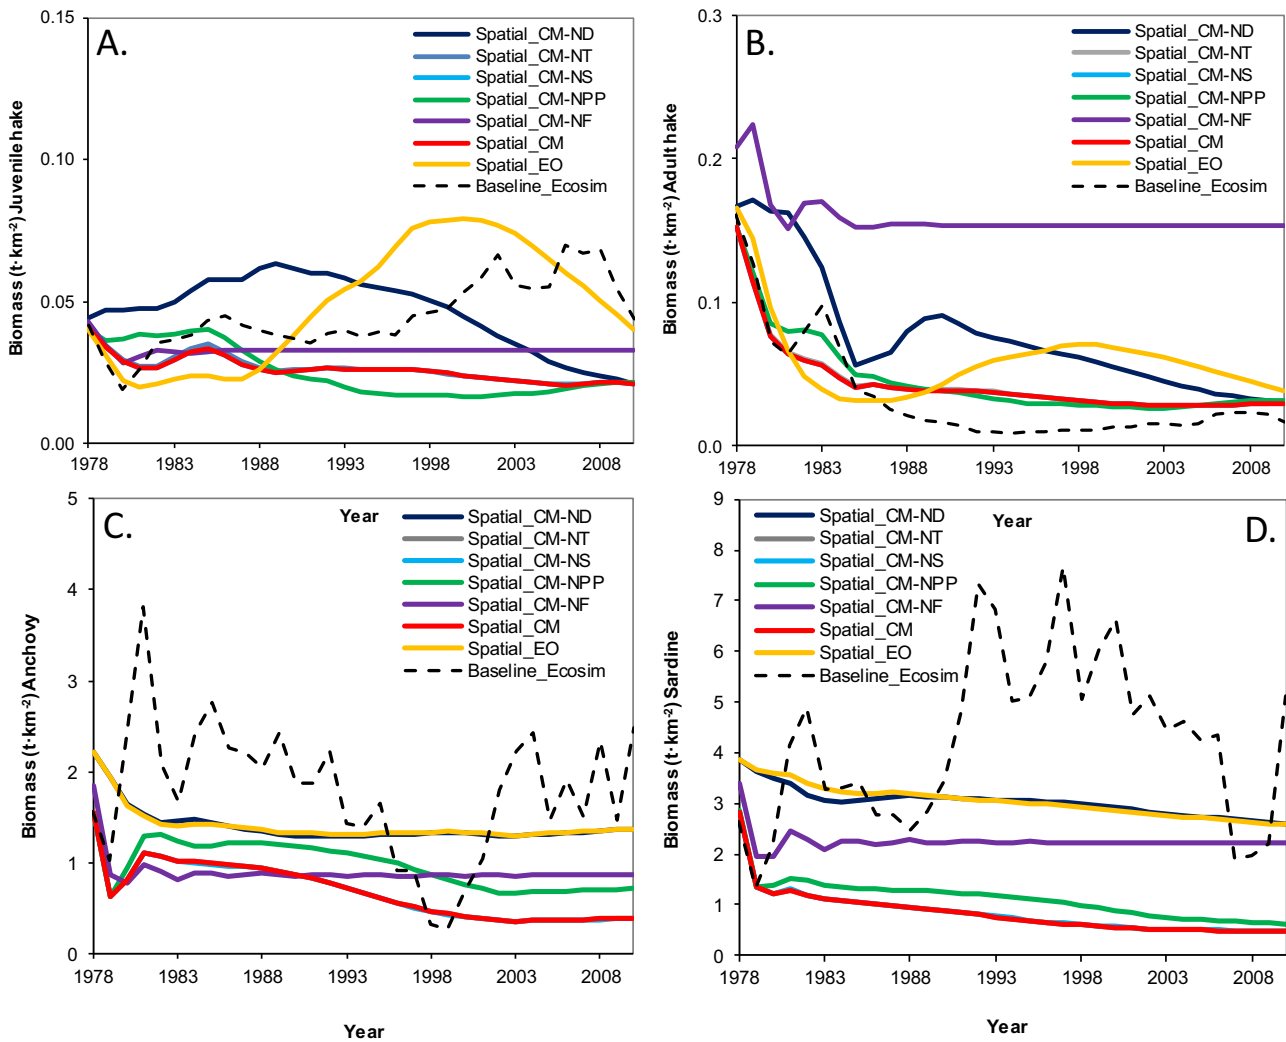 A.
Biomass (t·km-2) Juvenile hake
0.15
0.10
0.05
0.00
Spatial_CM-ND
Spatial_CM-NT
Spatial_CM-NS
Spatial_CM-NPP
Spatial_CM-NF
Spatial_CM
Spatial_EO
Baseline_Ecosim
1978 1983 1988 1993 1998 2003 2008
Year
B.
Biomass (t·km-2) Adult hake
0.3
0.2
0.1
0.0
Spatial_CM-ND
Spatial_CM-NT
Spatial_CM-NS
Spatial_CM-NPP
Spatial_CM-NF
Spatial_CM
Spatial_EO
Baseline_Ecosim
1978 1983 1988 1993 1998 2003 2008
Year
C.
Biomass (t·km-2) Anchovy
5
4
3
2
1
0
Spatial_CM-ND
Spatial_CM-NT
Spatial_CM-NS
Spatial_CM-NPP
Spatial_CM-NF
Spatial_CM
Spatial_EO
Baseline_Ecosim
1978 1983 1988 1993 1998 2003 2008
Year
D.
Biomass (t·km-2) Sardine
9
8
7
6
5
4
3
2
1
0
Spatial_CM-ND
Spatial_CM-NT
Spatial_CM-NS
Spatial_CM-NPP
Spatial_CM-NF
Spatial_CM
Spatial_EO
Baseline_Ecosim
1978 1983 1988 1993 1998 2003 2008
Year